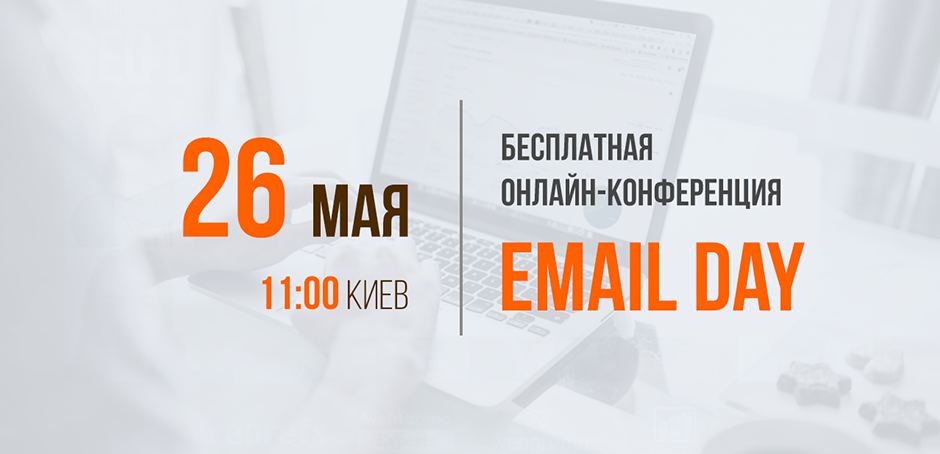 26 МАЯ
11:00 КИЕВ
БЕСПЛАТНАЯ
ОНЛАЙН-КОНФЕРЕНЦИЯ
EMAIL DAY